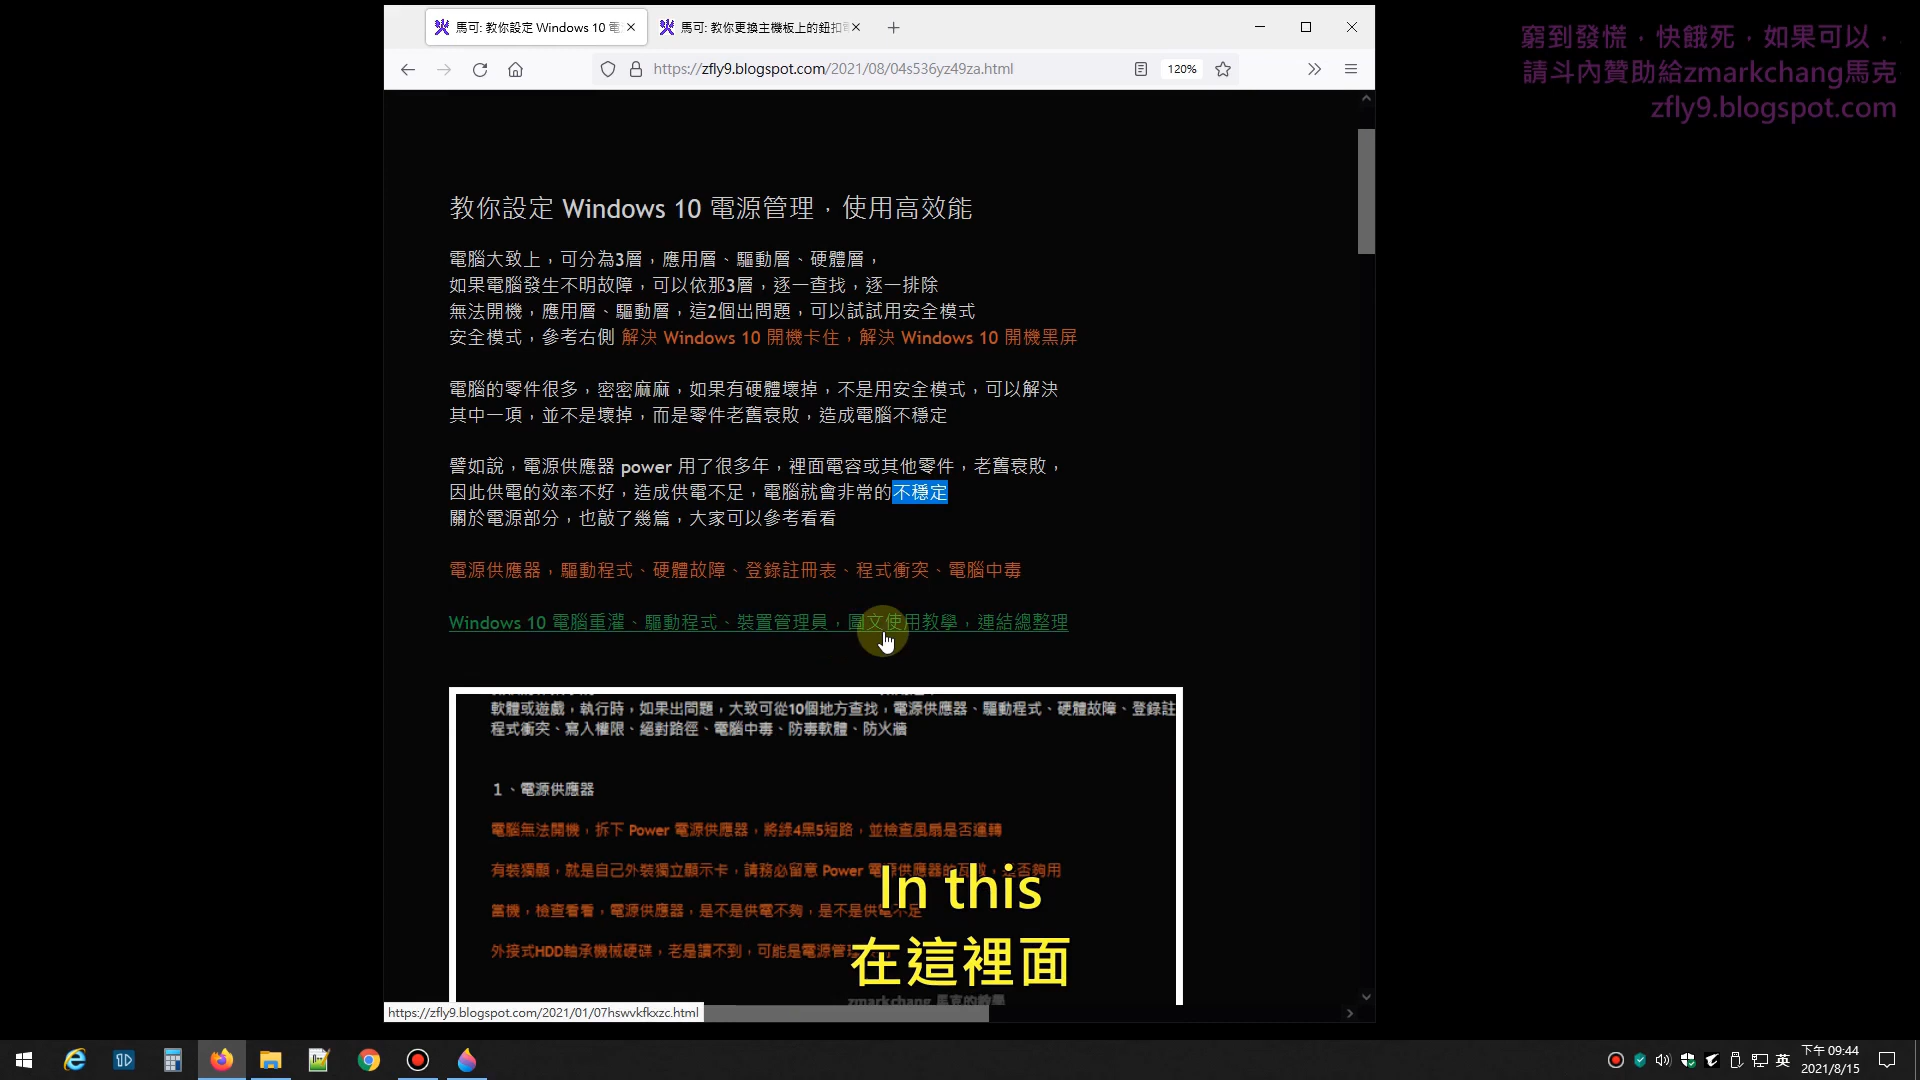 馬可: 教你設定 Windows 10 電
馬可: 教你更換主機板上的鈕扣
窮到發慌，快餓死，如果可以，
請斗內贊助給zmarkchang馬克
zfly9.blogspot.com
https://zfly9.blogspot.com/2021/08/04s536yz49za.html
120%
教你設定 Windows 10 電源管理，使用高效能
電腦大致上，可分為3層，應用層、驅動層、硬體層，
如果電腦發生不明故障，可以依那3層，逐一查找，逐一排除
無法開機，應用層、驅動層，這2個出問題，可以試試用安全模式
安全模式，參考右側 解決 Windows 10 開機卡住，解決 Windows 10 開機黑屏
電腦的零件很多，密密麻麻，如果有硬體壞掉，不是用安全模式，可以解決
其中一項，並不是壞掉，而是零件老舊衰敗，造成電腦不穩定
譬如說，電源供應器 power 用了很多年，裡面電容或其他零件，老舊衰敗，
因此供電的效率不好，造成供電不足，電腦就會非常的不穩定
關於電源部分，也敲了幾篇，大家可以參考看看
電源供應器，驅動程式、硬體故障、登錄註冊表、程式衝突、電腦中毒
Windows 10 電腦重灌、驅動程式、裝置管理員，圖文使用教學，連結總整理
軟體或遊戲，執行時，如果出問題，大致可從10個地方查找，電源供應器、驅動程式、硬體故障、登錄註
程式衝突、寫入權限、絕對路徑、電腦中毒、防毒軟體、防火牆
１、電源供應器
電腦無法開機，拆下 Power 電源供應器，將綠4黑5短路，並檢查風扇是否運轉
有裝獨顯，就是自己外裝獨立顯示卡，請務必留意 Power 電源供應器的瓦數，是否夠用
當機，檢查看看，電源供應器，是不是供電不夠，是不是供電不足
外接式HDD軸承機械硬碟，老是讀不到，可能是電源管理
In this
在這裡面
zmarkchang 馬克的教學
https://zfly9.blogspot.com/2021/01/07hswvkfkxzc.html
英
下午 09:44
2021/8/15